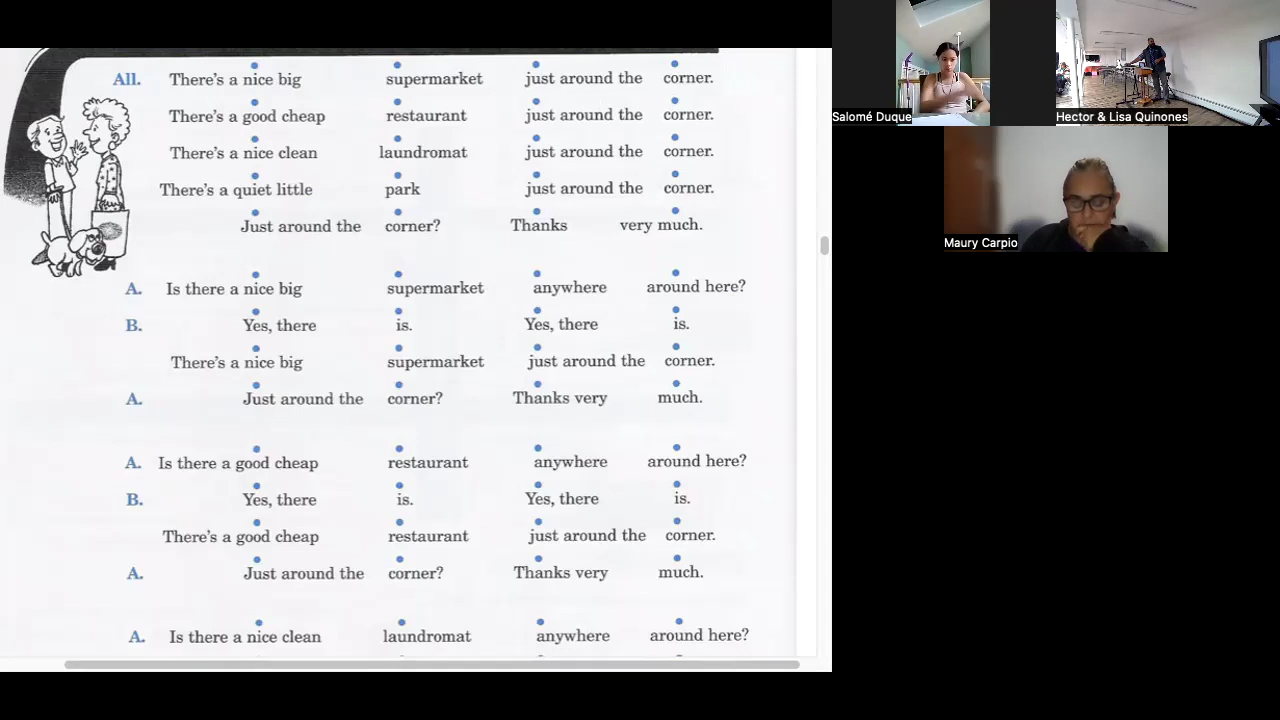 All. There's a nice big supermarket just around the corner.
There's a good cheap restaurant just around the corner.
There's a nice clean laundromat just around the corner.
There's a quiet little park just around the corner.
Just around the corner? Thanks very much.
A. Is there a nice big supermarket anywhere around here?
B. Yes, there is. Yes, there is.
There's a nice big supermarket just around the corner.
A. Just around the corner? Thanks very much.
A. Is there a good cheap restaurant anywhere around here?
B. Yes, there is. Yes, there is.
There's a good cheap restaurant just around the corner.
A. Just around the corner? Thanks very much.
A. Is there a nice clean laundromat anywhere around here?
Salomé Duque
Hector & Lisa Quinones
Maury Carpio